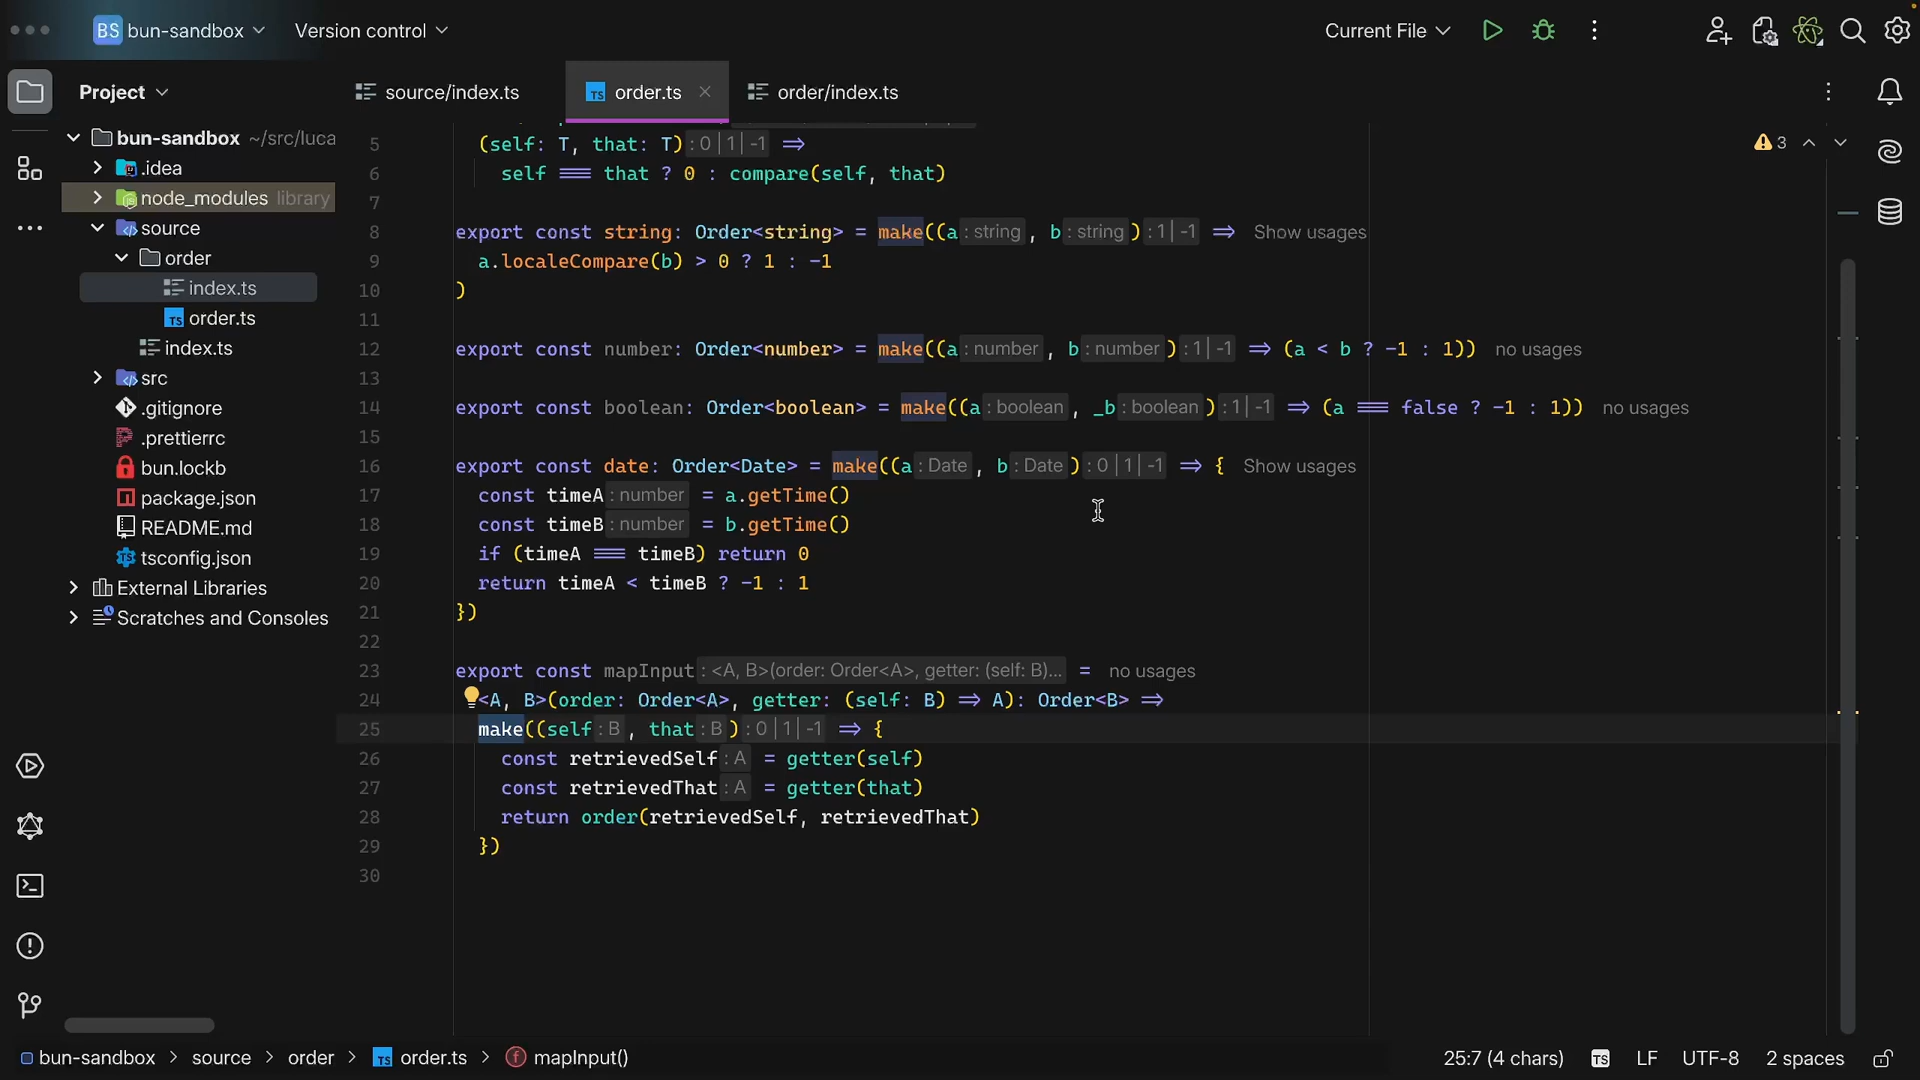 BS bun-sandbox Version control Current File
Project source/index.ts order.ts order/index.ts
bun-sandbox ~/src/luca
.idea
node_modules library
source
order
index.ts
order.ts
index.ts
src
.gitignore
.prettierrc
bun.lockb
package.json
README.md
tsconfig.json
External Libraries
Scratches and Consoles
3
5 (self: T, that: T) : 0 | 1 | -1 =>
6 self === that ? 0 : compare(self, that)
7
8 export const string: Order<string> = make((a : string , b : string ) : 1 | -1 => Show usages
9 a.localeCompare(b) > 0 ? 1 : -1
10 )
11
12 export const number: Order<number> = make((a : number , b : number ) : 1 | -1 => (a < b ? -1 : 1)) no usages
13
14 export const boolean: Order<boolean> = make((a : boolean , _b : boolean ) : 1 | -1 => (a === false ? -1 : 1)) no usages
15
16 export const date: Order<Date> = make((a : Date , b : Date ) : 0 | 1 | -1 => { Show usages
17 const timeA : number = a.getTime()
18 const timeB : number = b.getTime()
19 if (timeA === timeB) return 0
20 return timeA < timeB ? -1 : 1
21 })
22
23 export const mapInput : <A, B>(order: Order<A>, getter: (self: B)... = no usages
24 <A, B>(order: Order<A>, getter: (self: B) => A): Order<B> =>
25 make((self : B , that : B ) : 0 | 1 | -1 => {
26 const retrievedSelf : A = getter(self)
27 const retrievedThat : A = getter(that)
28 return order(retrievedSelf, retrievedThat)
29 })
30
bun-sandbox > source > order > TS order.ts > f mapInput() 25:7 (4 chars) TS LF UTF-8 2 spaces